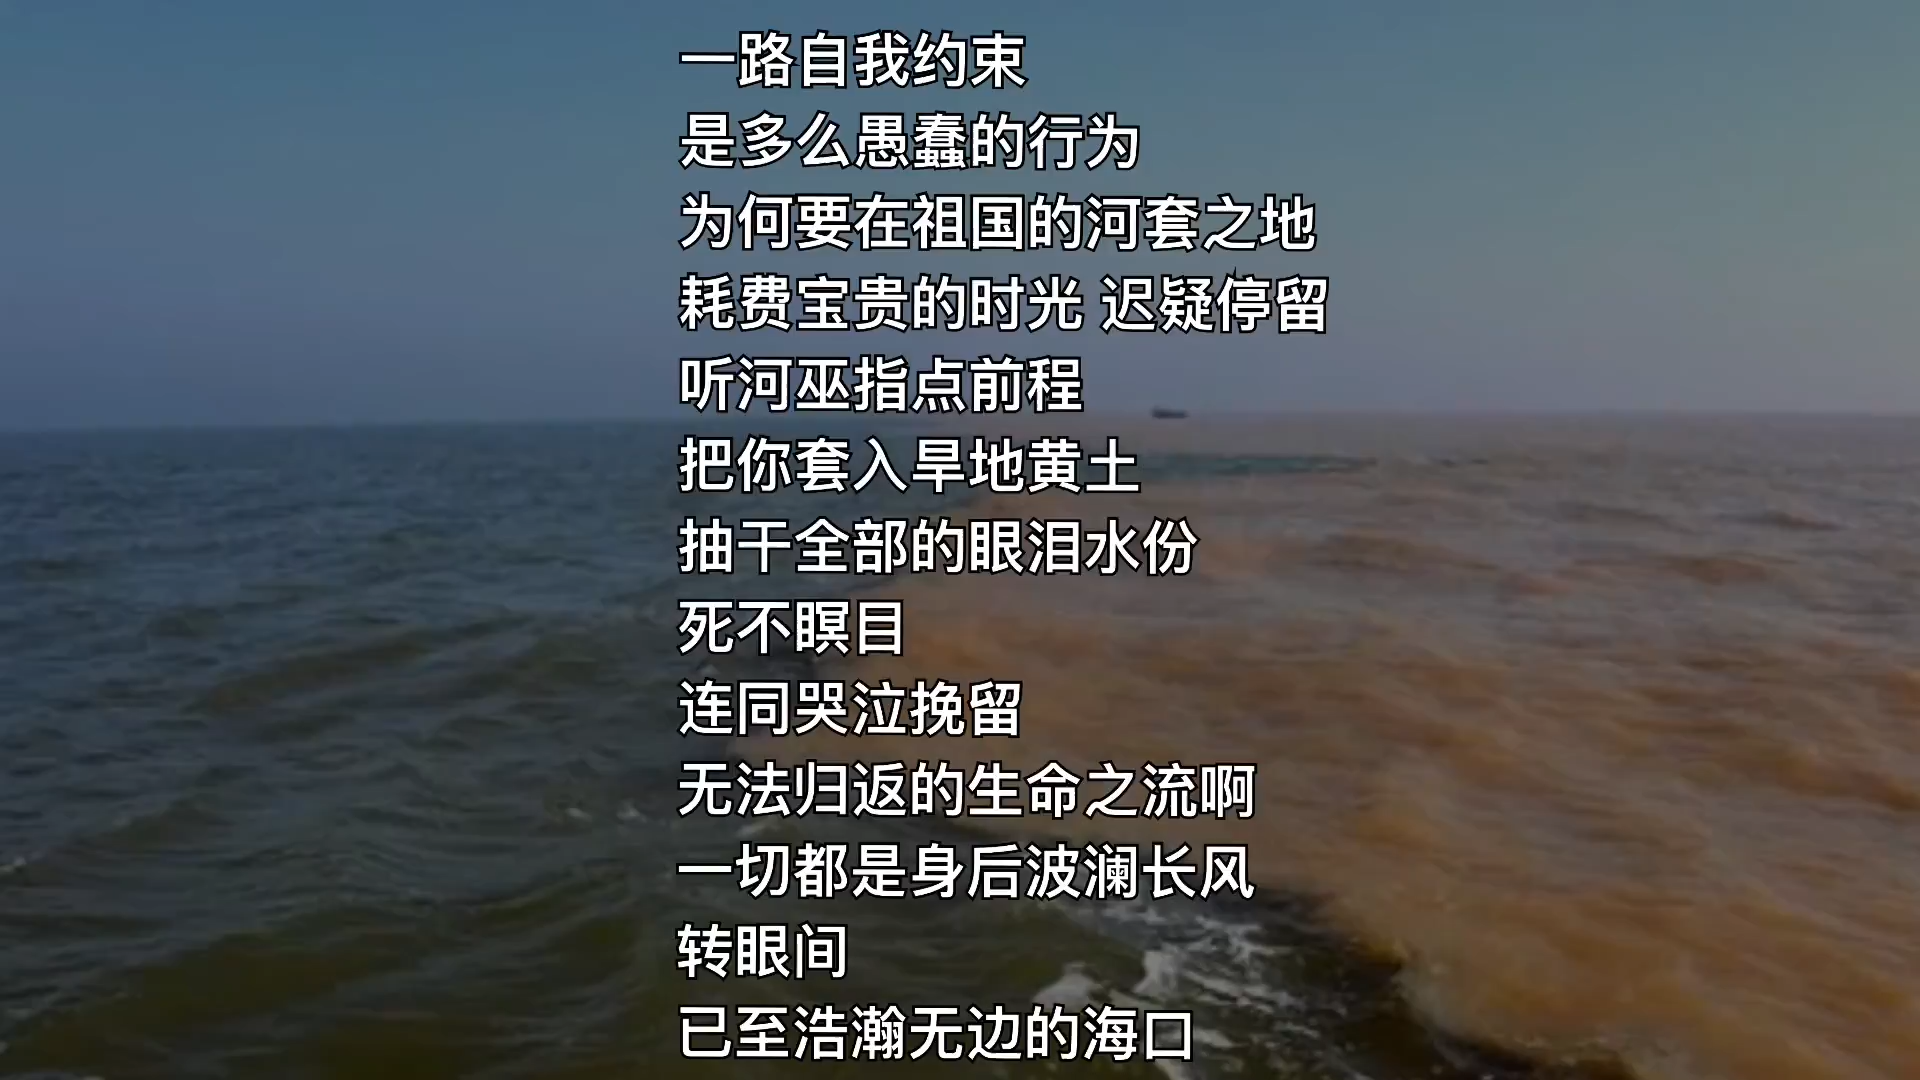 一路自我约束
是多么愚蠢的行为
为何要在祖国的河套之地
耗费宝贵的时光 迟疑停留
听河巫指点前程
把你套入旱地黄土
抽干全部的眼泪水份
死不瞑目
连同哭泣挽留
无法归返的生命之流啊
一切都是身后波澜长风
转眼间
已至浩瀚无边的海口